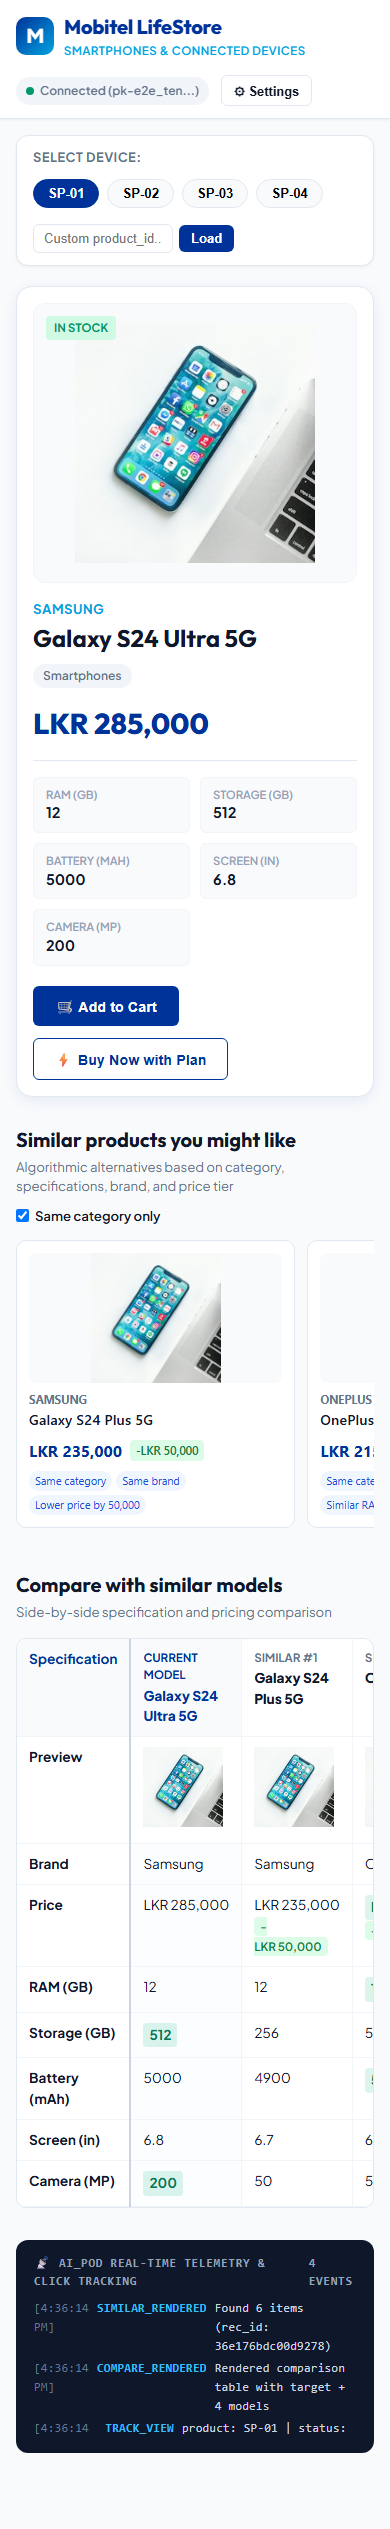 M
Mobitel LifeStore
SMARTPHONES & CONNECTED DEVICES
Connected (pk-e2e_ten...)
⚙ Settings
SELECT DEVICE:
SP-01
SP-02
SP-03
SP-04
Custom product_id..
Load
IN STOCK
SAMSUNG
Galaxy S24 Ultra 5G
Smartphones
LKR 285,000
RAM (GB)
12
STORAGE (GB)
512
BATTERY (MAH)
5000
SCREEN (IN)
6.8
CAMERA (MP)
200
🛒 Add to Cart
⚡ Buy Now with Plan
Similar products you might like
Algorithmic alternatives based on category,
specifications, brand, and price tier
Same category only
SAMSUNG
Galaxy S24 Plus 5G
LKR 235,000 -LKR 50,000
Same category Same brand
Lower price by 50,000
ONEPLUS
OnePlus
LKR 21
Same cate
Similar RA
Compare with similar models
Side-by-side specification and pricing comparison
Specification
CURRENT
MODEL
Galaxy S24
Ultra 5G
SIMILAR #1
Galaxy S24
Plus 5G
Preview
Brand Samsung Samsung
Price LKR 285,000 LKR 235,000
-
LKR 50,000
RAM (GB) 12 12
Storage (GB) 512 256 5
Battery
(mAh)
5000 4900
Screen (in) 6.8 6.7 6
Camera (MP) 200 50 5
📡 AI_POD REAL-TIME TELEMETRY &
CLICK TRACKING
4
EVENTS
[4:36:14
PM]
SIMILAR_RENDERED Found 6 items
(rec_id:
36e176bdc00d9278)
[4:36:14
PM]
COMPARE_RENDERED Rendered comparison
table with target +
4 models
[4:36:14 TRACK_VIEW product: SP-01 | status: